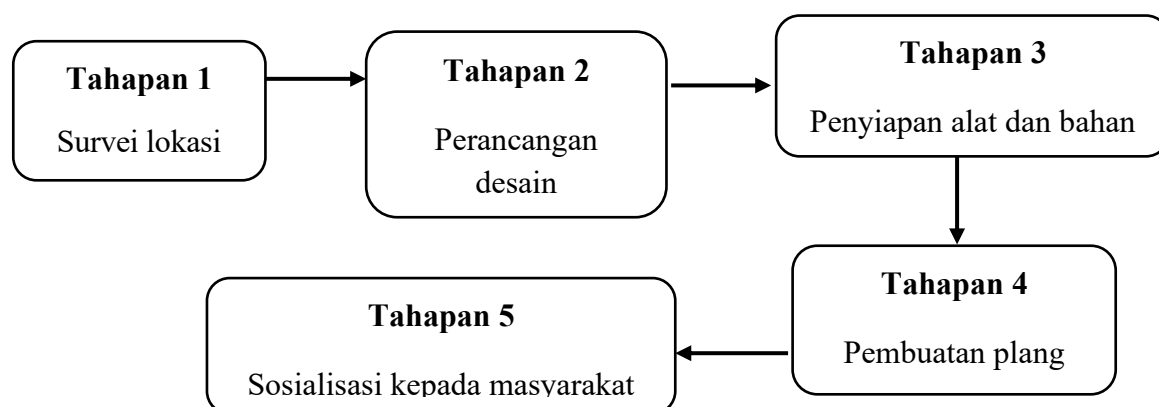 Tahapan 1
Survei lokasi
Tahapan 2
Perancangan
desain
Tahapan 3
Penyiapan alat dan bahan
Tahapan 4
Pembuatan plang
Tahapan 5
Sosialisasi kepada masyarakat